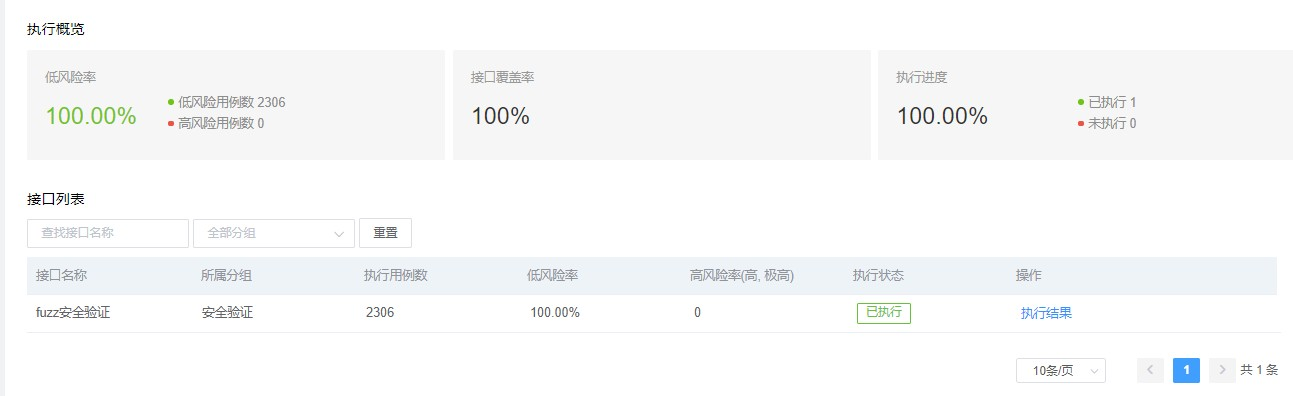 执行概览
低风险率
接口覆盖率
执行进度
100.00%
低风险用例数 2306
高风险用例数 0
100%
100.00%
已执行 1
未执行 0
接口列表
查找接口名称
全部分组
重置
接口名称 所属分组 执行用例数 低风险率 高风险率(高, 极高) 执行状态 操作
fuzz安全验证 安全验证 2306 100.00% 0 已执行 执行结果
10条/页 1 共 1 条